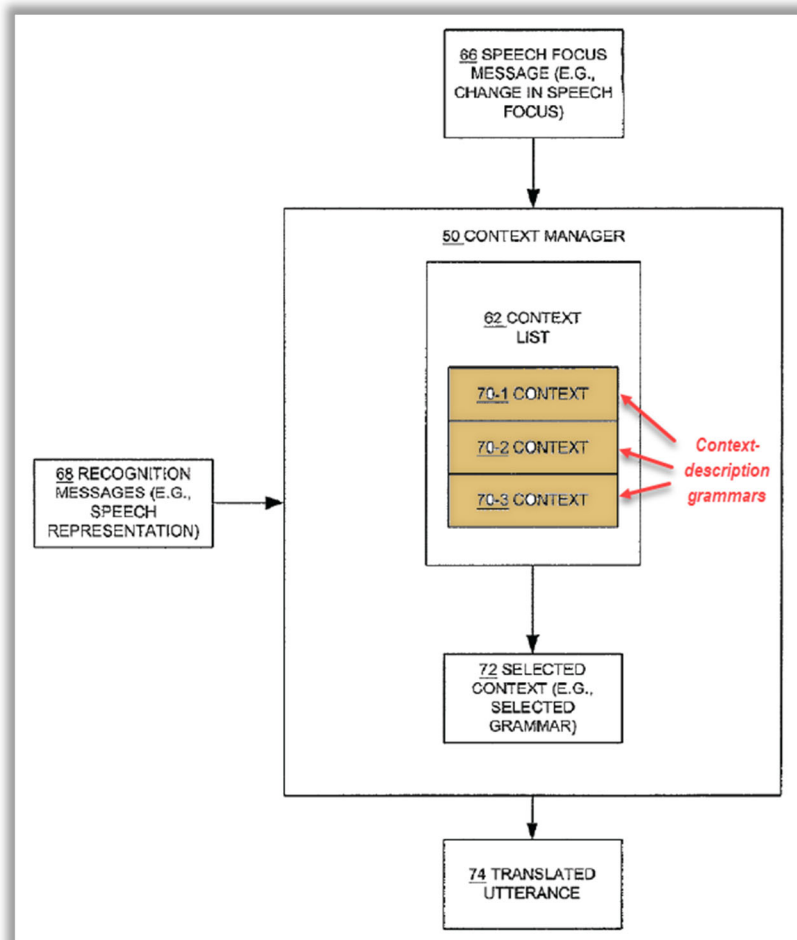 66 SPEECH FOCUS
MESSAGE (E.G.,
CHANGE IN SPEECH
FOCUS)
50 CONTEXT MANAGER
62 CONTEXT
LIST
70-1 CONTEXT
70-2 CONTEXT
70-3 CONTEXT
Context-
description
grammars
68 RECOGNITION
MESSAGES (E.G.,
SPEECH
REPRESENTATION)
72 SELECTED
CONTEXT (E.G.,
SELECTED
GRAMMAR)
74 TRANSLATED
UTTERANCE